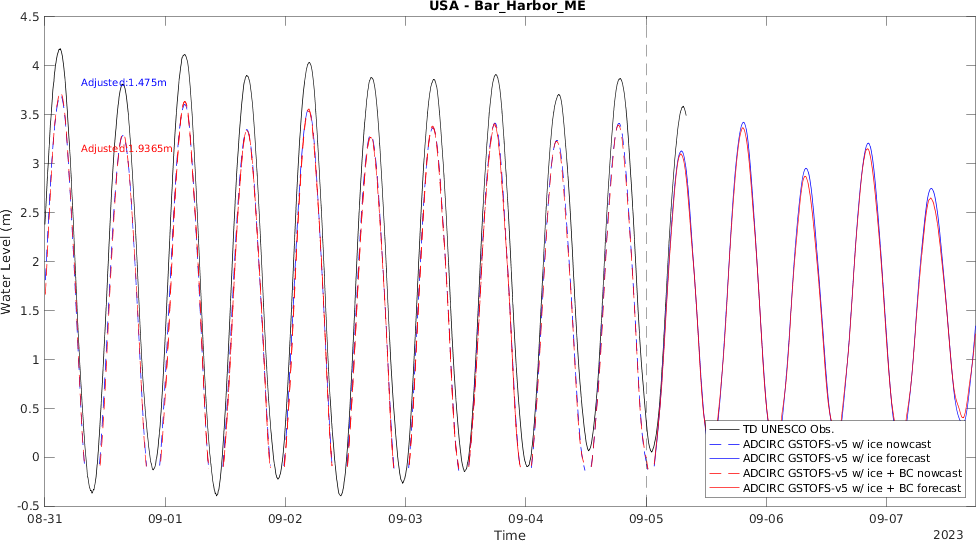 USA - Bar_Harbor_ME
4.5
4
3.5
3
2.5
2
1.5
1
0.5
0
-0.5
Water Level (m)
Adjusted:1.475m
Adjusted:1.9365m
TD UNESCO Obs.
ADCIRC GSTOFS-v5 w/ ice nowcast
ADCIRC GSTOFS-v5 w/ ice forecast
ADCIRC GSTOFS-v5 w/ ice + BC nowcast
ADCIRC GSTOFS-v5 w/ ice + BC forecast
08-31 09-01 09-02 09-03 09-04 09-05 09-06 09-07
Time
2023